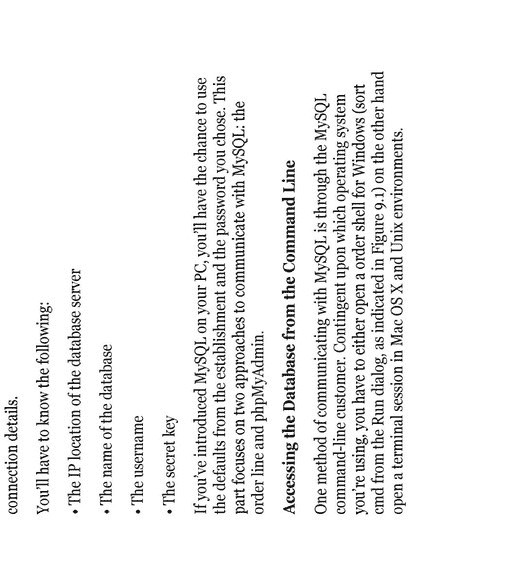 connection details.
You'll have to know the following:
• The IP location of the database server
• The name of the database
• The username
• The secret key
If you've introduced MySQL on your PC, you'll have the chance to use
the defaults from the establishment and the password you chose. This
part focuses on two approaches to communicate with MySQL: the
order line and phpMyAdmin.
Accessing the Database from the Command Line
One method of communicating with MySQL is through the MySQL
command-line customer. Contingent upon which operating system
you're using, you have to either open a order shell for Windows (sort
cmd from the Run dialog, as indicated in Figure 9.1) on the other hand
open a terminal session in Mac OS X and Unix environments.